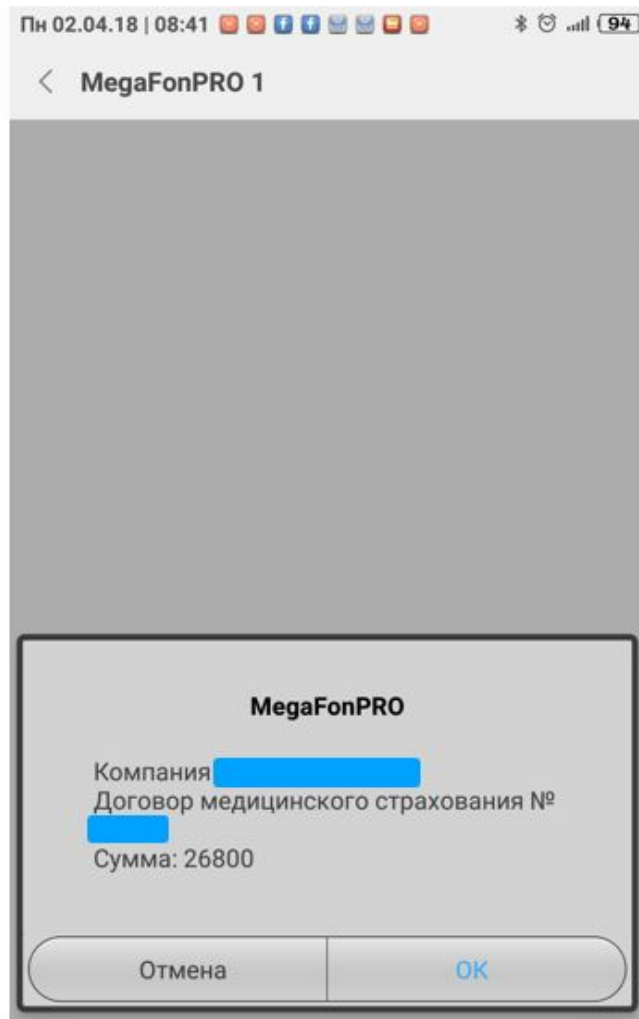 Пн 02.04.18 | 08:41 94
MegaFonPRO 1
MegaFonPRO
Компания
Договор медицинского страхования №
Сумма: 26800
Отмена OK